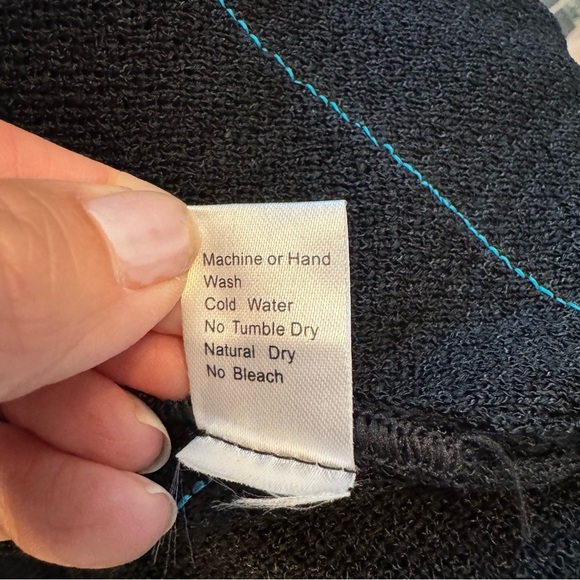 Machine or Hand
Wash
Cold Water
No Tumble Dry
Natural Dry
No Bleach